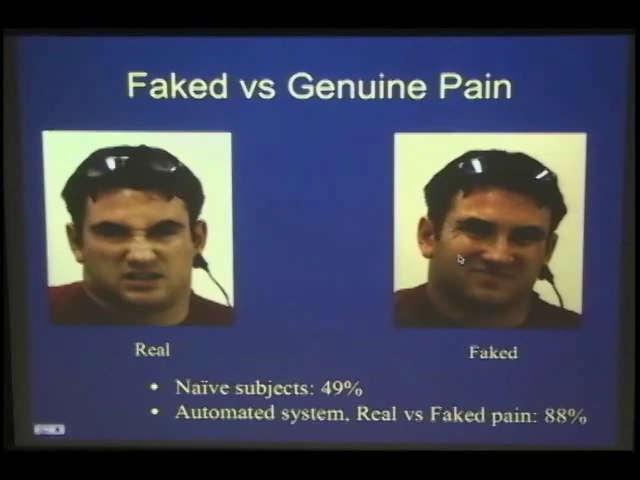 Faked vs Genuine Pain
Real
Faked
• Naïve subjects: 49%
• Automated system, Real vs Faked pain: 88%